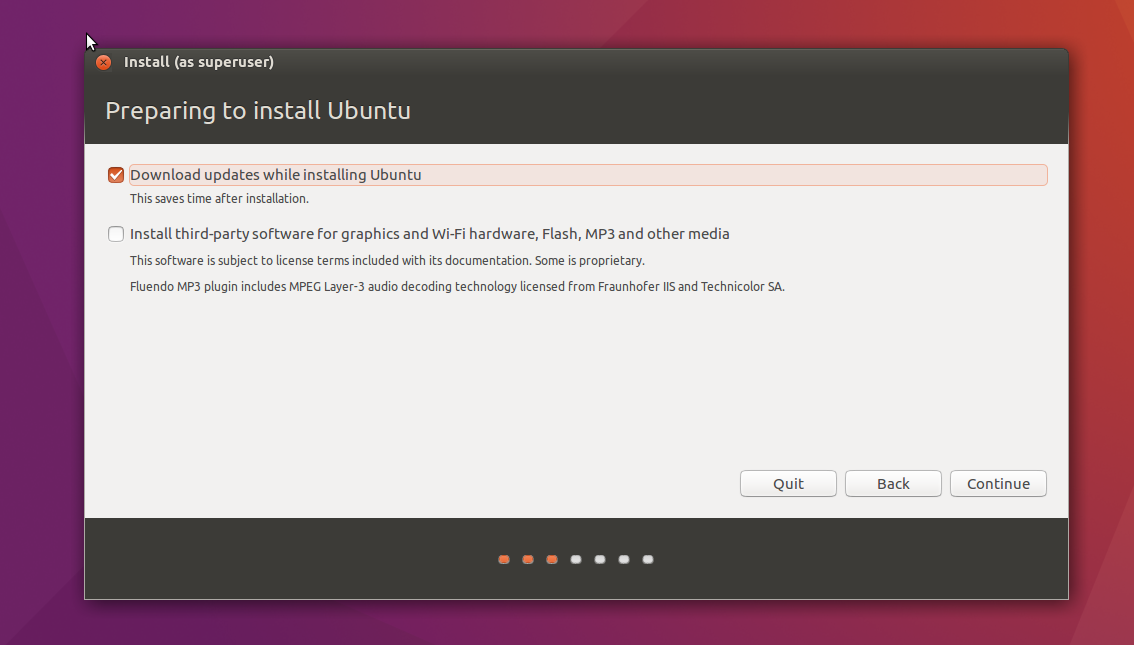 Install (as superuser)
Preparing to install Ubuntu
Download updates while installing Ubuntu
This saves time after installation.
Install third-party software for graphics and Wi-Fi hardware, Flash, MP3 and other media
This software is subject to license terms included with its documentation. Some is proprietary.
Fluendo MP3 plugin includes MPEG Layer-3 audio decoding technology licensed from Fraunhofer IIS and Technicolor SA.
Quit Back Continue